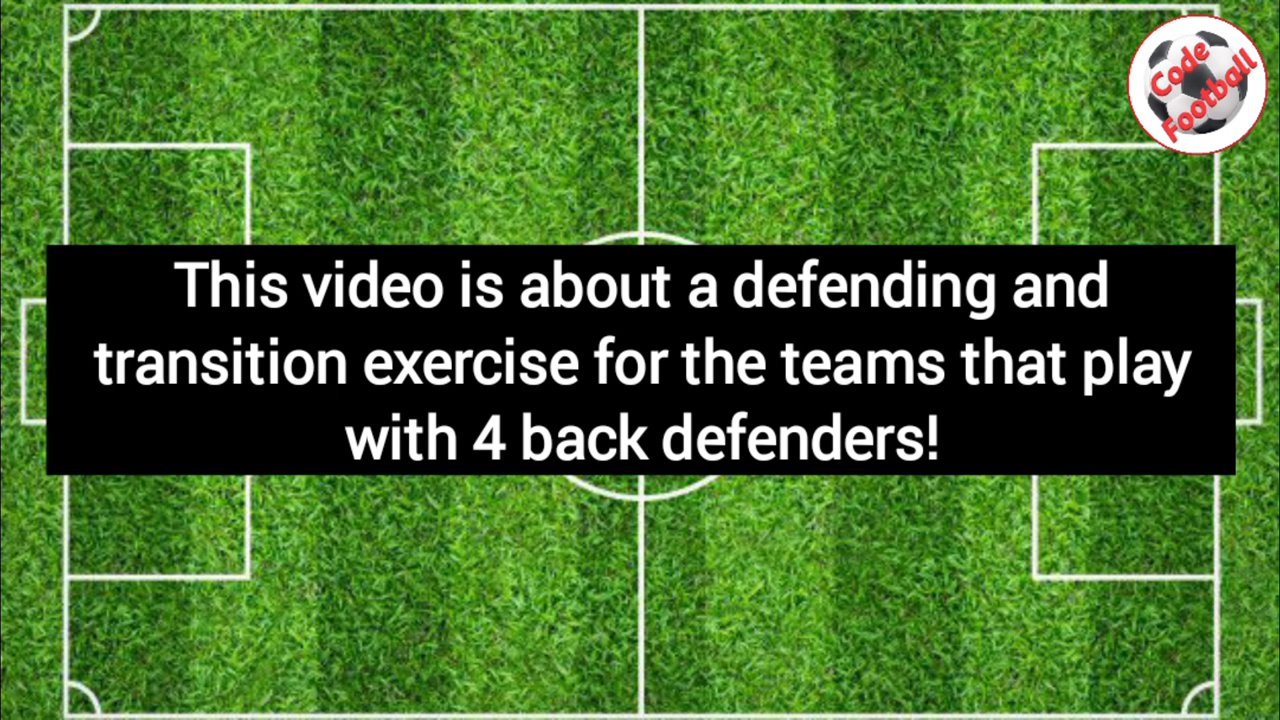 Code
Football
This video is about a defending and
transition exercise for the teams that play
with 4 back defenders!